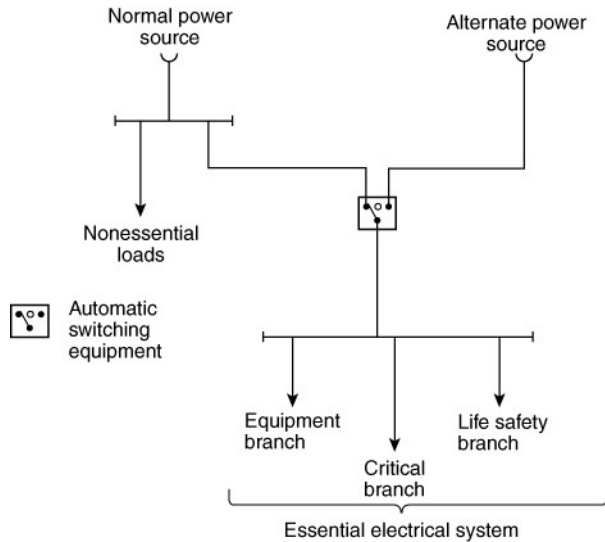 Normal power
source
Alternate power
source
Nonessential
loads
Automatic
switching
equipment
Equipment
branch
Critical
branch
Life safety
branch
Essential electrical system